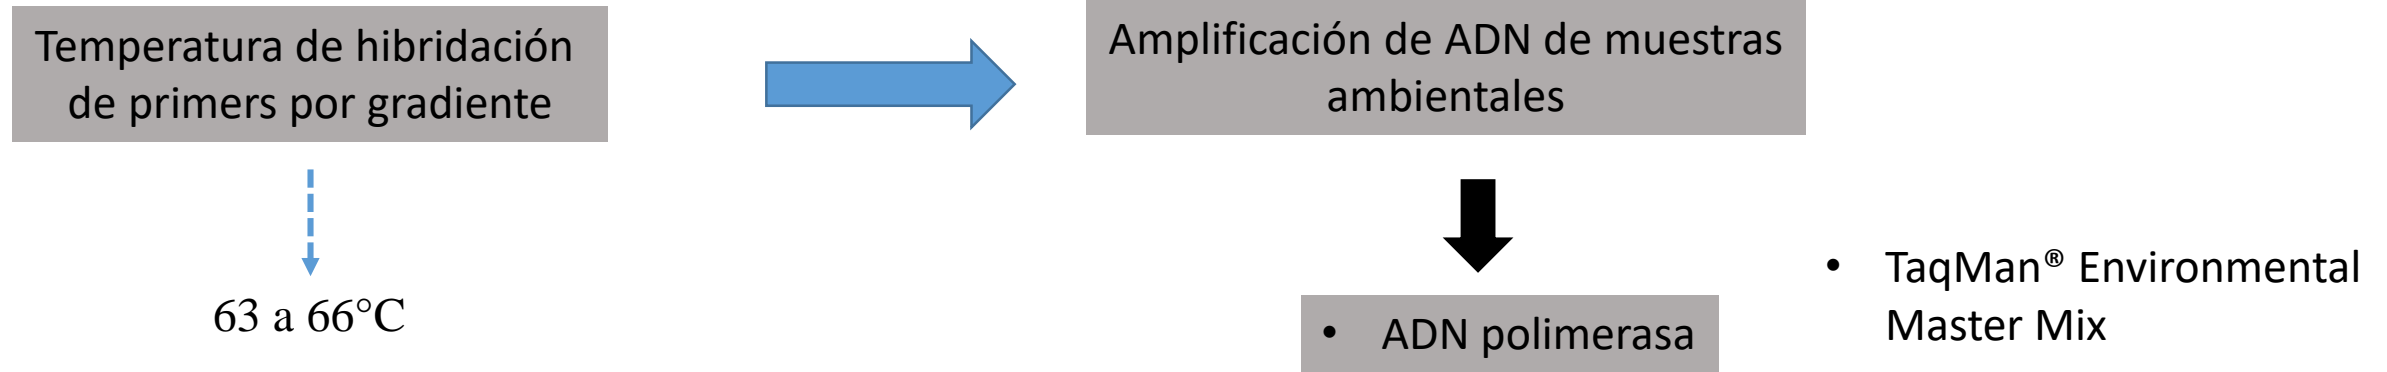 Temperatura de hibridación
de primers por gradiente
63 a 66°C
Amplificación de ADN de muestras
ambientales
• ADN polimerasa
• TaqMan® Environmental
Master Mix